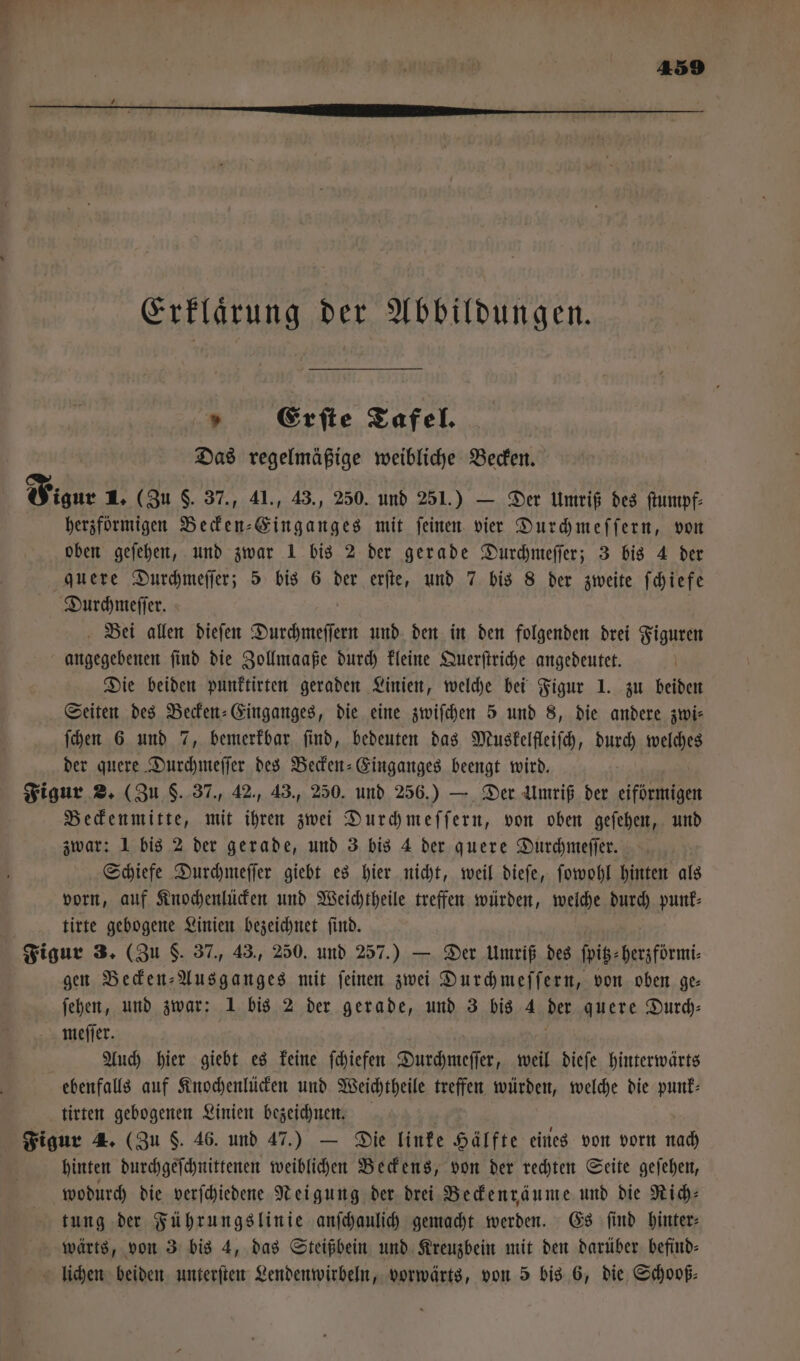 459
Erklärung der Abbildungen.
Erſte Tafel.
Das regelmäßige weibliche Becken.
Figur 1. (Zu §. 37., 41., 43., 250. und 251.) — Der Umriß des ſtumpf-
herzförmigen Becken-Einganges mit ſeinen vier Durchmeſſern, von
oben geſehen, und zwar 1 bis 2 der gerade Durchmeſſer; 3 bis 4 der
quere Durchmeſſer; 5 bis 6 der erſte, und 7 bis 8 der zweite ſchiefe
Durchmeſſer.
Bei allen dieſen Durchmeſſern und den in den folgenden drei Figuren
angegebenen ſind die Zollmaaße durch kleine Querſtriche angedeutet.
Die beiden punktirten geraden Linien, welche bei Figur 1. zu beiden
Seiten des Becken-Einganges, die eine zwiſchen 5 und 8, die andere zwi-
ſchen 6 und 7, bemerkbar ſind, bedeuten das Muskelfleiſch, durch welches
der quere Durchmeſſer des Becken-Einganges beengt wird.
Figur 2. (Zu §. 37., 42., 43., 250. und 256.) — Der Umriß der eiförmigen
Beckenmitte, mit ihren zwei Durchmeſſern, von oben geſehen, und
zwar: 1 bis 2 der gerade, und 3 bis 4 der quere Durchmeſſer.
Schiefe Durchmeſſer giebt es hier nicht, weil dieſe, ſowohl hinten als
vorn, auf Knochenlücken und Weichtheile treffen würden, welche durch punk-
tirte gebogene Linien bezeichnet ſind.
Figur 3. (Zu §. 37., 43., 250. und 257.) — Der Umriß des ſpitz-herzförmi-
gen Becken-Ausganges mit ſeinen zwei Durchmeſſern, von oben ge-
ſehen, und zwar: 1 bis 2 der gerade, und 3 bis 4 der quere Durch-
meſſer.
Auch hier giebt es keine ſchiefen Durchmeſſer, weil dieſe hinterwärts
ebenfalls auf Knochenlücken und Weichtheile treffen würden, welche die punk-
tirten gebogenen Linien bezeichnen.
Figur 4. (Zu §. 46. und 47.) — Die linke Hälfte eines von vorn nach
hinten durchgeſchnittenen weiblichen Beckens, von der rechten Seite geſehen,
wodurch die verſchiedene Neigung der drei Beckenräume und die Rich-
tung der Führungslinie anſchaulich gemacht werden. Es ſind hinter-
wärts, von 3 bis 4, das Steißbein und Kreuzbein mit den darüber befind-
lichen beiden unterſten Lendenwirbeln, vorwärts, von 5 bis 6, die Schooß-